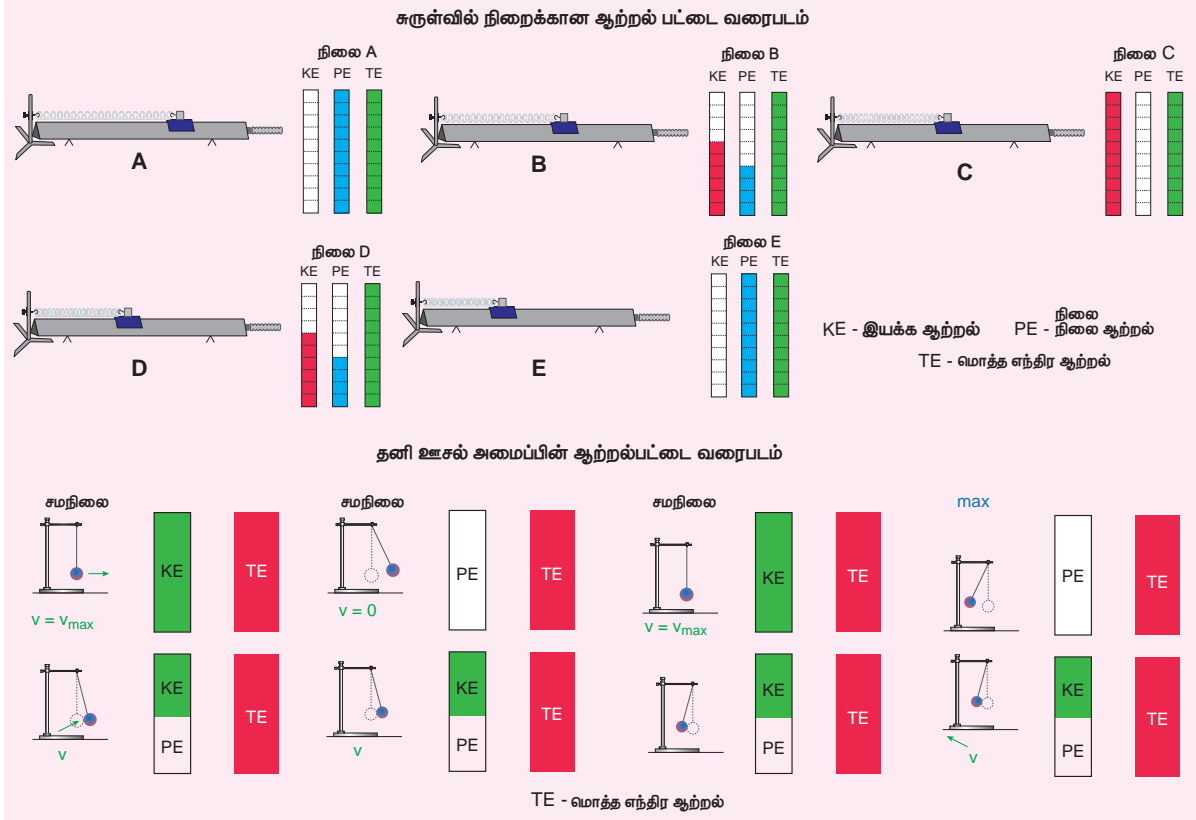 சுருள்வில் நிறைக்கான ஆற்றல் பட்டை வரைபடம்
நிலை A
KE PE TE
A
நிலை B
KE PE TE
B
நிலை C
KE PE TE
C
நிலை D
KE PE TE
D
நிலை E
KE PE TE
E
KE - இயக்க ஆற்றல்
நிலை
PE - நிலை ஆற்றல்
TE - மொத்த எந்திர ஆற்றல்
தனி ஊசல் அமைப்பின் ஆற்றல்பட்டை வரைபடம்
சமநிலை
KE
TE
v = vmax
சமநிலை
PE
TE
v = 0
சமநிலை
KE
TE
v = vmax
max
PE
TE
KE
PE
TE
v
KE
PE
TE
v
KE
PE
TE
KE
PE
TE
v
TE - மொத்த எந்திர ஆற்றல்